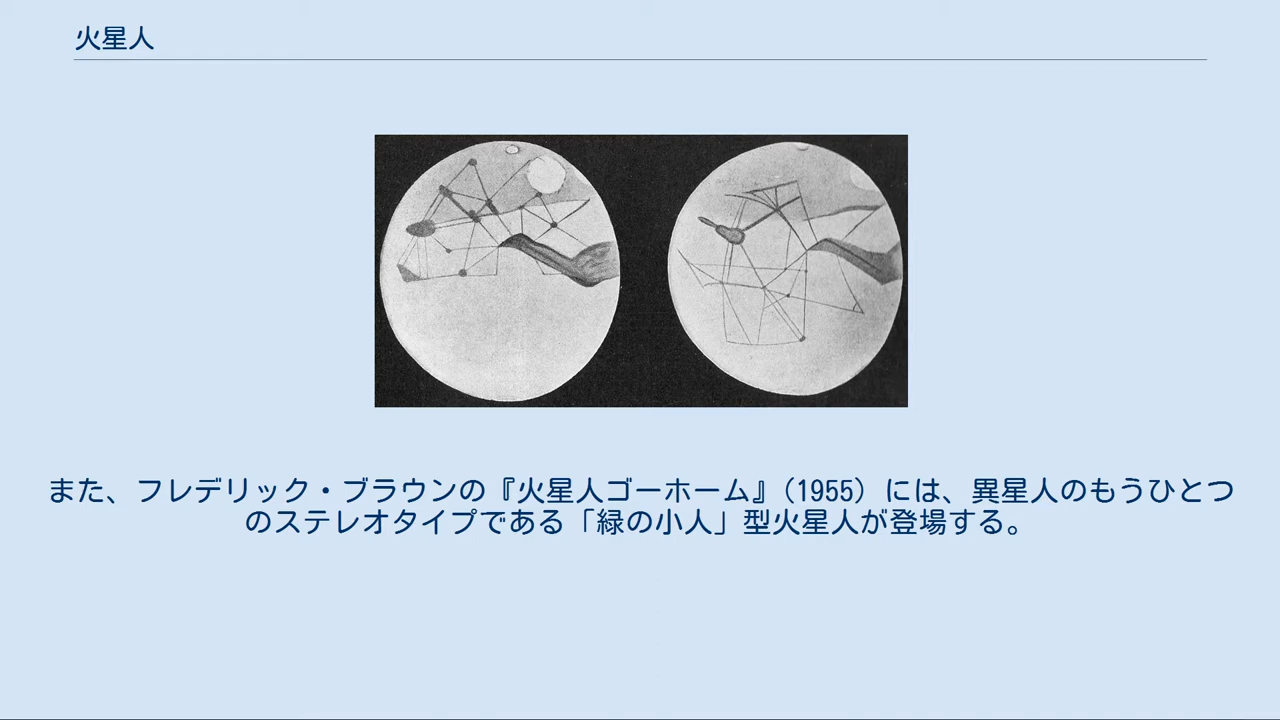 火星人
また、フレデリック・ブラウンの『火星人ゴーホーム』（1955）には、異星人のもうひとつ
のステレオタイプである「緑の小人」型火星人が登場する。